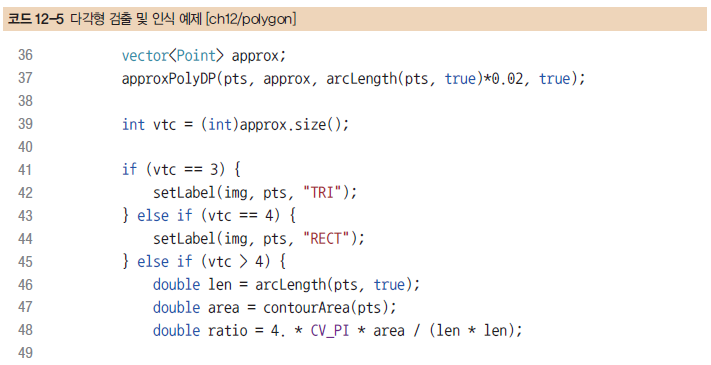 코드 12-5 다각형 검출 및 인식 예제 [ch12/polygon]
36 vector<Point> approx;
37 approxPolyDP(pts, approx, arcLength(pts, true)*0.02, true);
38
39 int vtc = (int)approx.size();
40
41 if (vtc == 3) {
42 setLabel(img, pts, "TRI");
43 } else if (vtc == 4) {
44 setLabel(img, pts, "RECT");
45 } else if (vtc > 4) {
46 double len = arcLength(pts, true);
47 double area = contourArea(pts);
48 double ratio = 4. * CV_PI * area / (len * len);
49